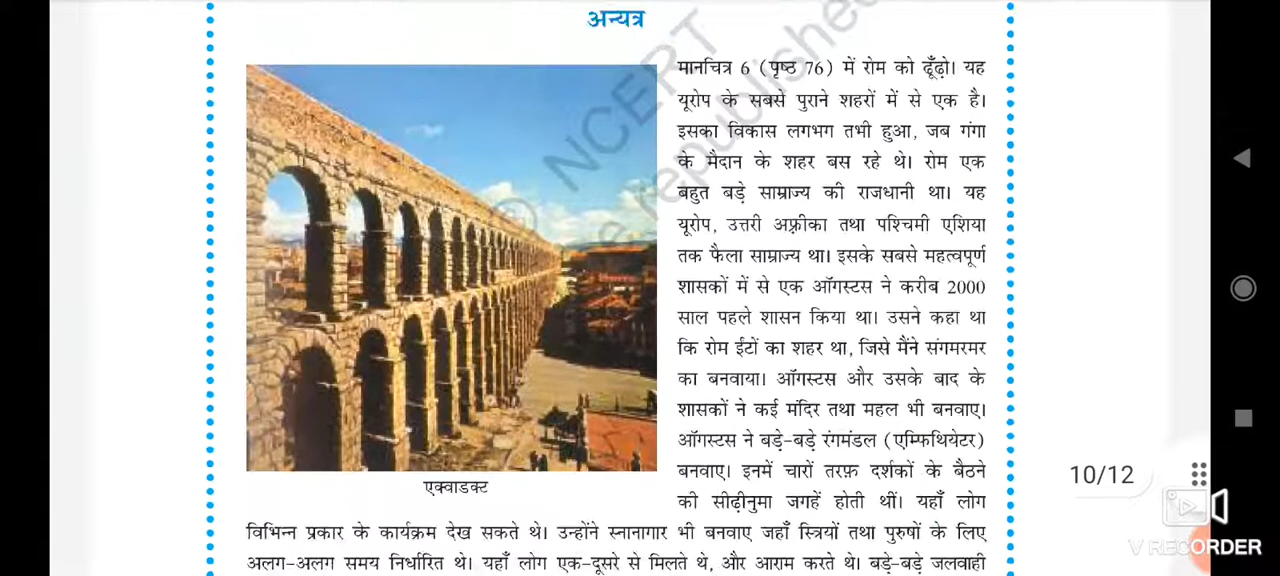 अन्यत्र
मानचित्र 6 (पृष्ठ 76) में रोम को ढूँढ़ो। यह
यूरोप के सबसे पुराने शहरों में से एक है।
इसका विकास लगभग तभी हुआ, जब गंगा
के मैदान के शहर बस रहे थे। रोम एक
बहुत बड़े साम्राज्य की राजधानी था। यह
यूरोप, उत्तरी अफ़्रीका तथा पश्चिमी एशिया
तक फैला साम्राज्य था। इसके सबसे महत्वपूर्ण
शासकों में से एक ऑगस्टस ने करीब 2000
साल पहले शासन किया था। उसने कहा था
कि रोम ईंटों का शहर था, जिसे मैंने संगमरमर
का बनवाया। ऑगस्टस और उसके बाद के
शासकों ने कई मंदिर तथा महल भी बनवाए।
ऑगस्टस ने बड़े-बड़े रंगमंडल (एम्फिथियेटर)
बनवाए। इनमें चारों तरफ़ दर्शकों के बैठने
की सीढ़ीनुमा जगहें होती थीं। यहाँ लोग
विभिन्न प्रकार के कार्यक्रम देख सकते थे। उन्होंने स्नानागार भी बनवाए जहाँ स्त्रियों तथा पुरुषों के लिए
अलग-अलग समय निर्धारित थे। यहाँ लोग एक-दूसरे से मिलते थे, और आराम करते थे। बड़े-बड़े जलवाही
एक्वाडक्ट
NCERT
be republished
10/12
V RECORDER